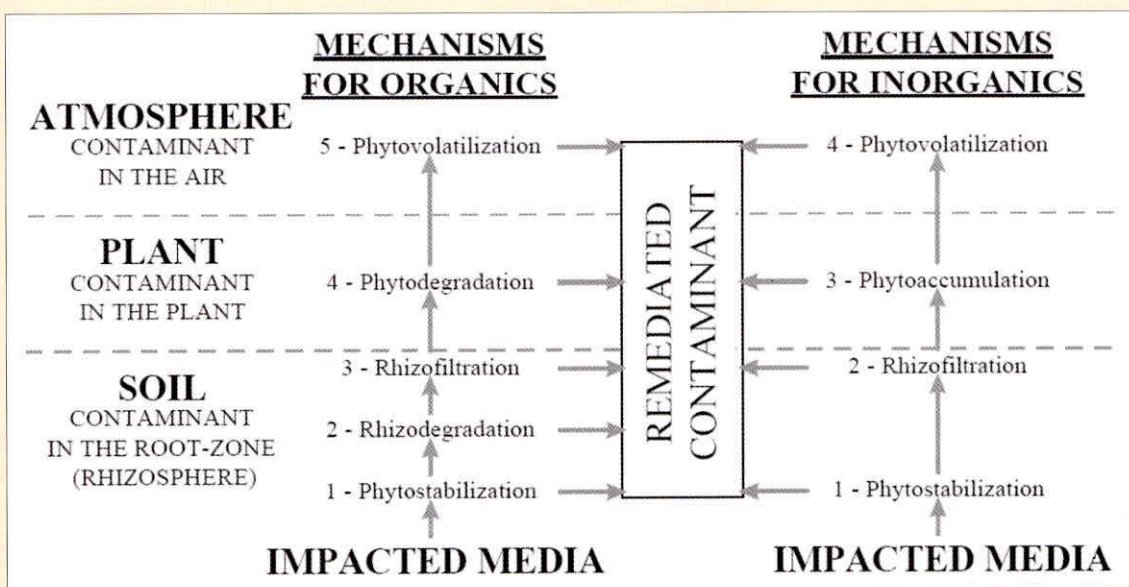 MECHANISMS
FOR ORGANICS
MECHANISMS
FOR INORGANICS
ATMOSPHERE
CONTAMINANT
IN THE AIR
5 - Phytovolatilization
4 - Phytovolatilization
PLANT
CONTAMINANT
IN THE PLANT
4 - Phytodegradation
3 - Phytoaccumulation
REMEDIATED
CONTAMINANT
SOIL
CONTAMINANT
IN THE ROOT-ZONE
(RHIZOSPHERE)
3 - Rhizofiltration
2 - Rhizodegradation
1 - Phytostabilization
2 - Rhizofiltration
1 - Phytostabilization
IMPACTED MEDIA
IMPACTED MEDIA